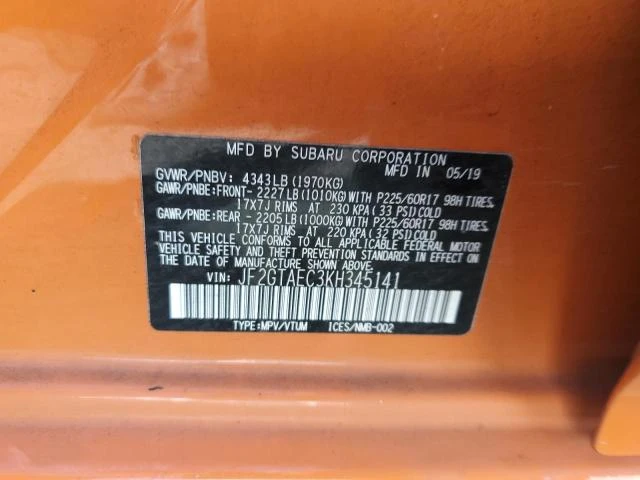 MFD BY SUBARU CORPORATION
MFD IN 05/19
GVWR/PNBV: 4343LB(1970KG)
GAWR/PNBE:FRONT- 2227LB(1010KG)WITH P225/60R17 98H TIRES,
17X7J RIMS AT 230 KPA(33 PSI)COLD
GAWR/PNBE:REAR - 2205LB(1000KG)WITH P225/60R17 98H TIRES,
17X7J RIMS AT 220 KPA(32 PSI)COLD
THIS VEHICLE CONFORMS TO ALL APPLICABLE FEDERAL MOTOR
VEHICLE SAFETY AND THEFT PREVENTION STANDARDS IN EFFECT ON
THE DATE OF MANUFACTURE SHOWN ABOVE.
VIN: JF2GTAEC3KH345141
TYPE:MPV/VTUM ICES/NMB-002